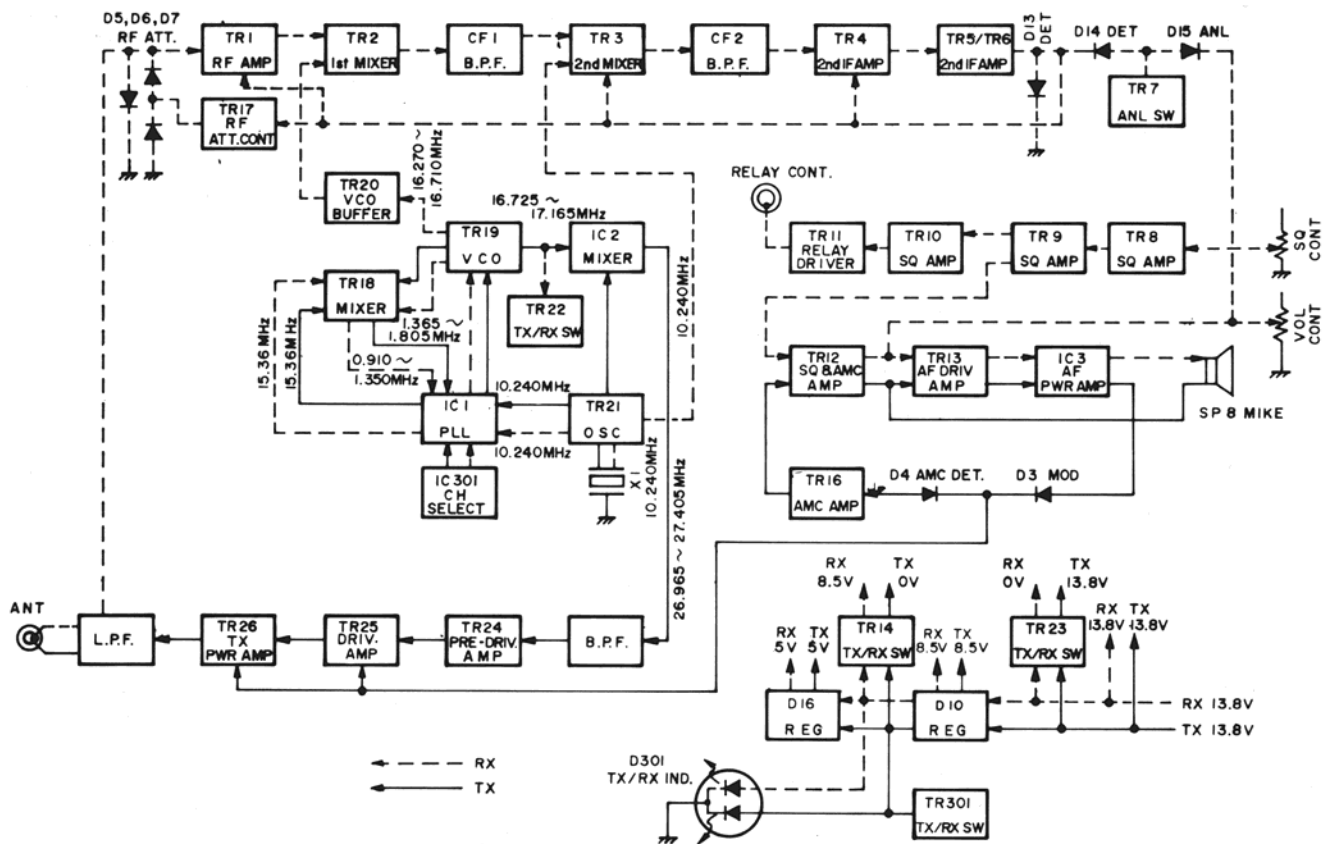 D5, D6, D7
RF ATT.
TR1
RF AMP
TR2
1st MIXER
CF1
B.P.F.
TR3
2nd MIXER
CF2
B.P.F.
TR4
2nd IF AMP
TR5/TR6
2nd IF AMP
D13
DET
D14 DET
D15 ANL
TR7
ANL SW
TR17
RF
ATT.CONT
16.270 ~
16.710MHz
TR20
VCO
BUFFER
16.725 ~
17.165MHz
TR19
VCO
IC2
MIXER
TR18
MIXER
TR22
TX/RX SW
1.365 ~
1.805MHz
0.910 ~
1.350MHz
15.36MHz
15.36MHz
IC1
PLL
10.240MHz
10.240MHz
TR21
OSC
X1
10.240MHz
10.240MHz
IC301
CH
SELECT
26.965 ~ 27.405MHz
RELAY CONT.
TR11
RELAY
DRIVER
TR10
SQ AMP
TR9
SQ AMP
TR8
SQ AMP
SQ
CONT
VOL
CONT
TR12
SQ & AMC
AMP
TR13
AF DRIV
AMP
IC3
AF
PWR AMP
SP & MIKE
TR16
AMC AMP
D4 AMC DET.
D3 MOD
ANT
L.P.F.
TR26
TX
PWR AMP
TR25
DRIV.
AMP
TR24
PRE-DRIV.
AMP
B.P.F.
RX
8.5V
TX
0V
RX
0V
TX
13.8V
RX
13.8V
TX
13.8V
TR14
TX/RX SW
TR23
TX/RX SW
RX
5V
TX
5V
RX
8.5V
TX
8.5V
D16
REG
D10
REG
RX 13.8V
TX 13.8V
D301
TX/RX IND.
TR301
TX/RX SW
RX
TX